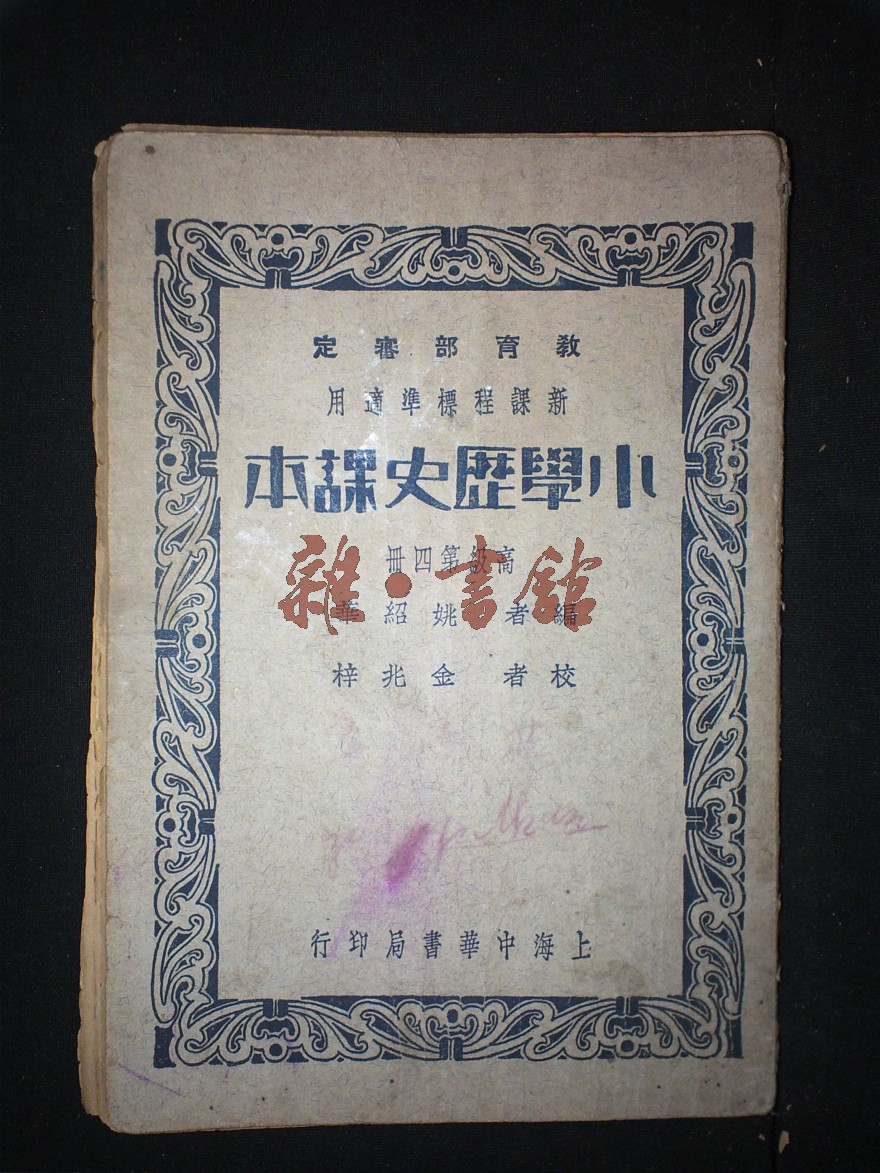 教育部審定
新課程標準適用
小學歷史課本
高級第四冊
編者 姚紹華
校者 金兆梓
上海中華書局印行
雜·書館